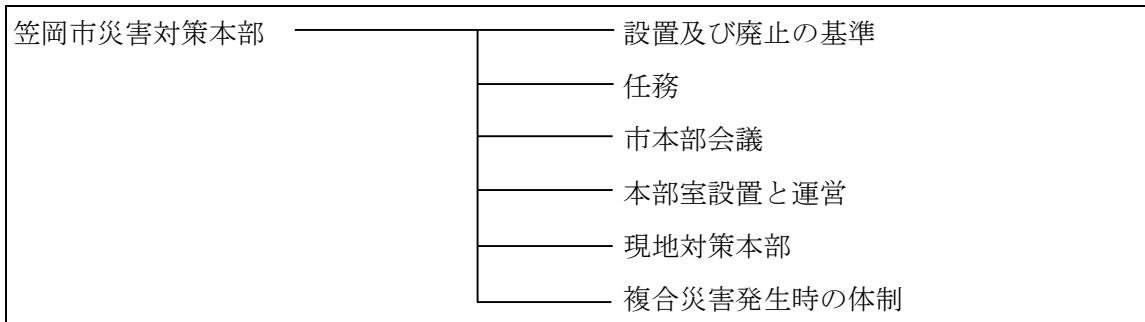 笠岡市災害対策本部
設置及び廃止の基準
任務
市本部会議
本部室設置と運営
現地対策本部
複合災害発生時の体制